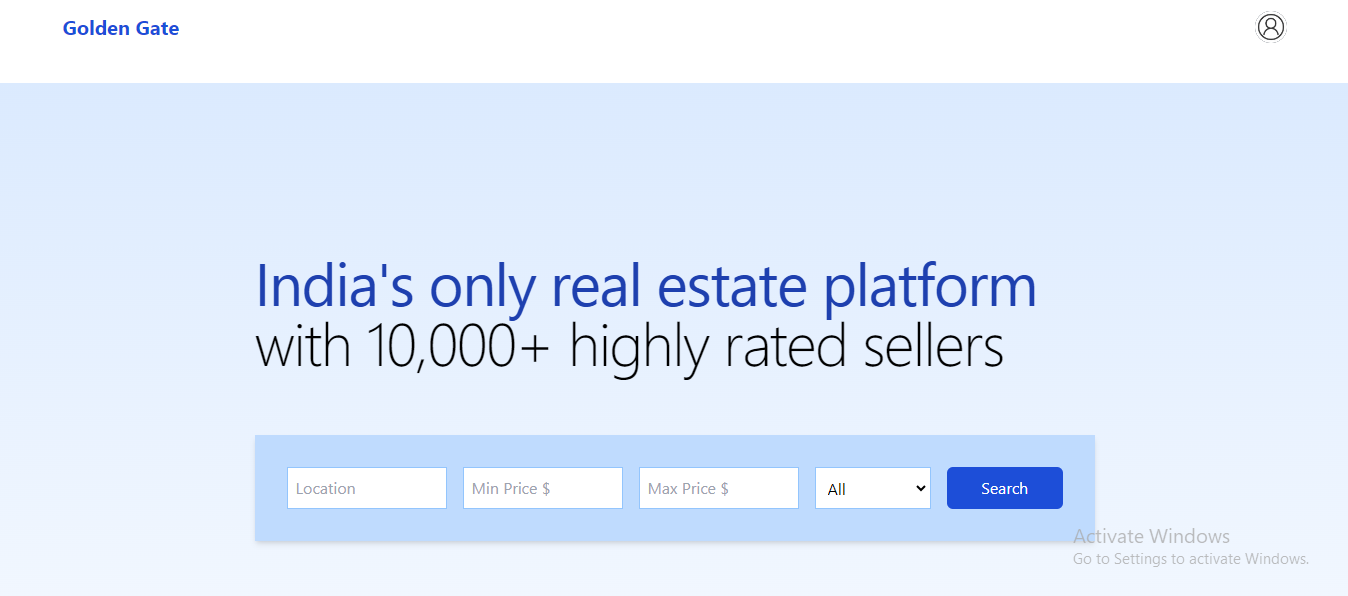 Golden Gate
India's only real estate platform
with 10,000+ highly rated sellers
Location Min Price $ Max Price $ All Search
Activate Windows
Go to Settings to activate Windows.